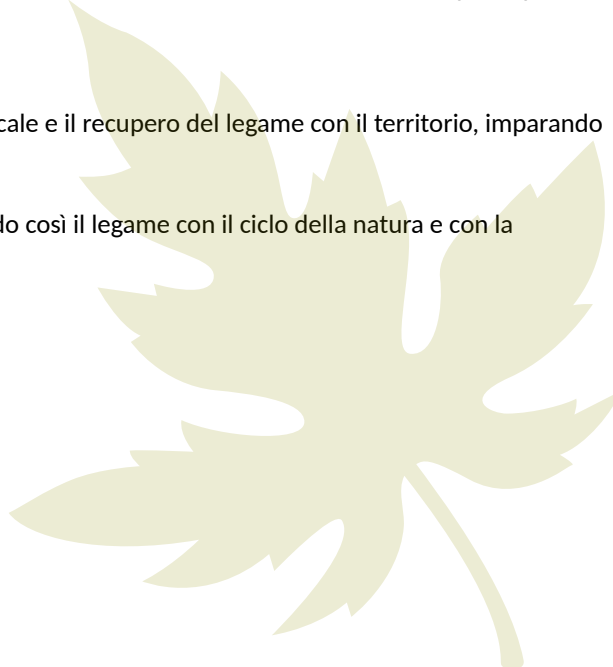 cale e il recupero del legame con il territorio, imparando
do così il legame con il ciclo della natura e con la